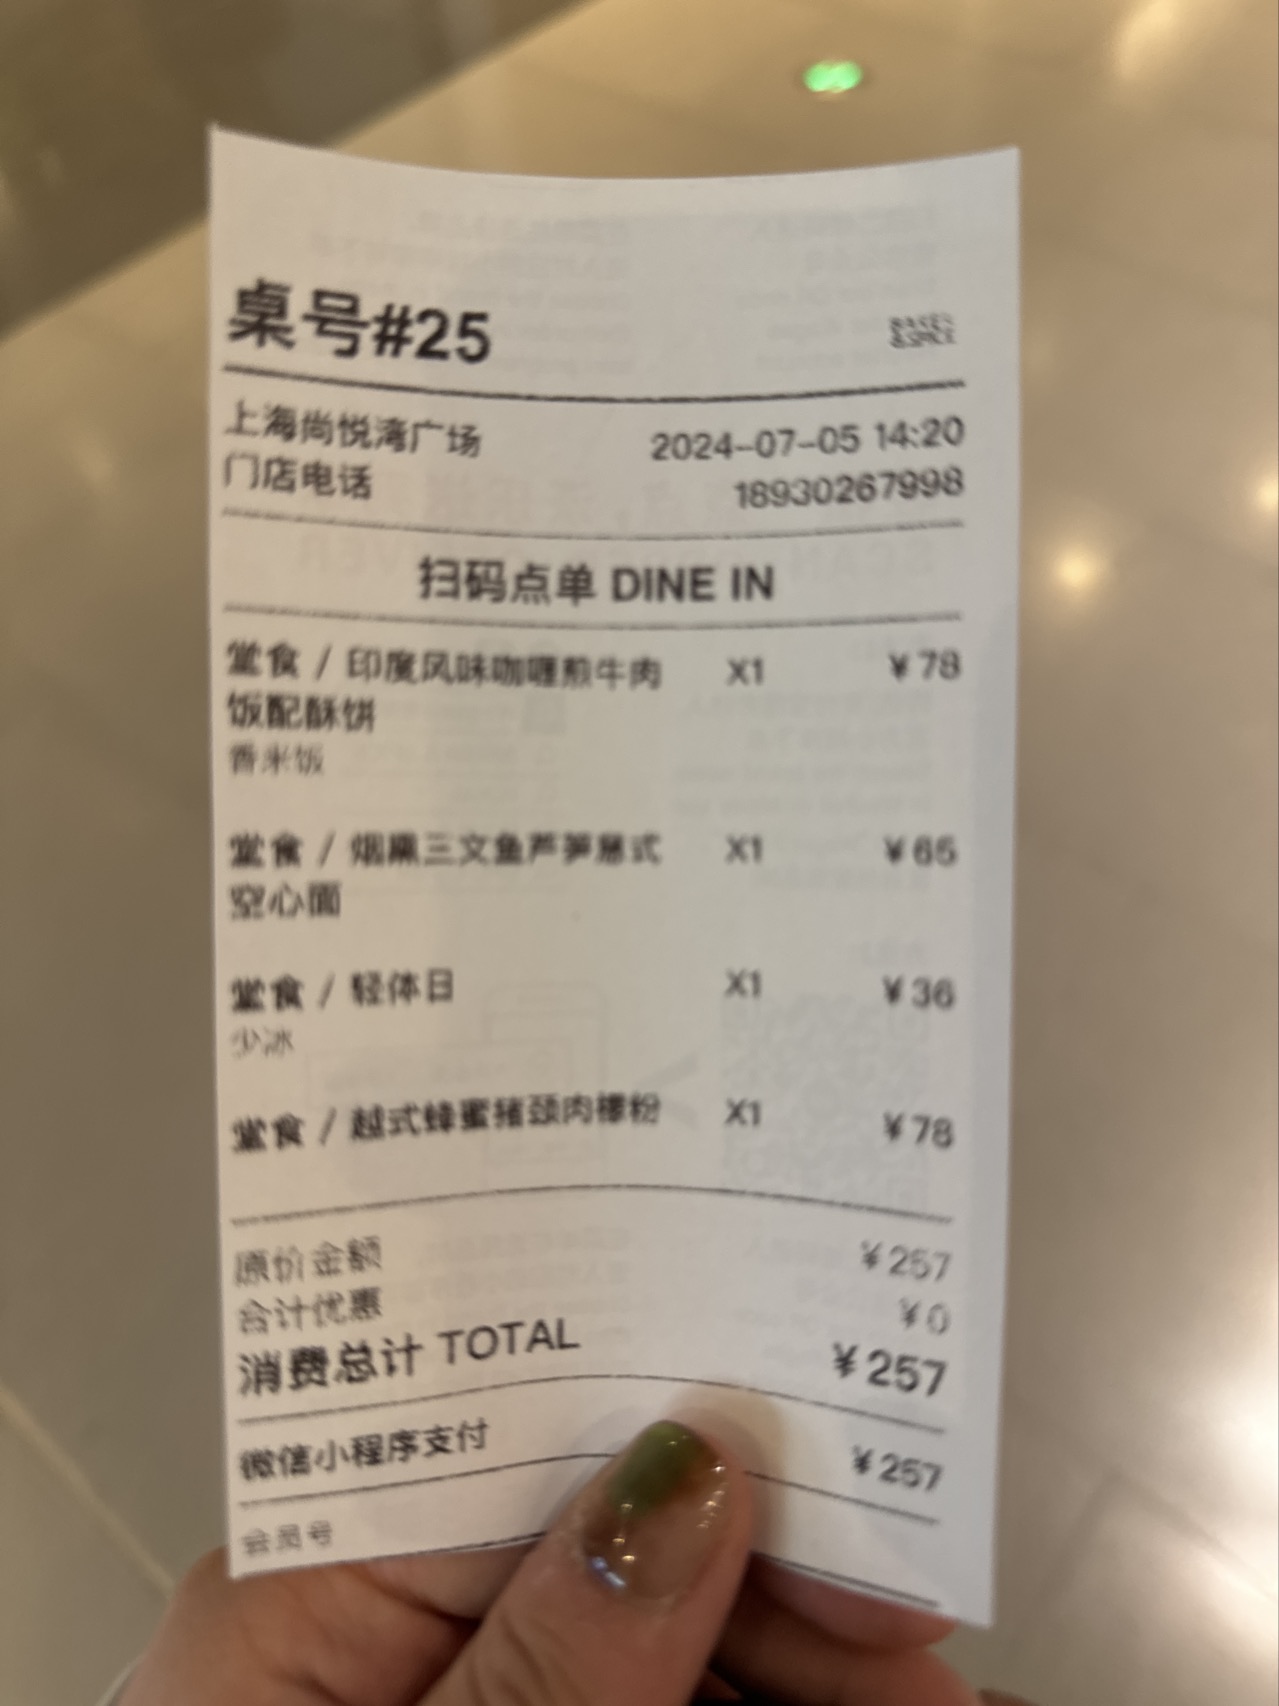 桌号#25
BAKER
&SPICE
上海尚悦湾广场 2024-07-05 14:20
门店电话 18930267998
扫码点单 DINE IN
堂食 / 印度风味咖喱煎牛肉 X1 ¥78
饭配酥饼
香米饭
堂食 / 烟熏三文鱼芦笋意式 X1 ¥65
空心面
堂食 / 轻体日 X1 ¥36
少冰
堂食 / 越式蜂蜜猪颈肉檬粉 X1 ¥78
原价金额 ¥257
合计优惠 ¥0
消费总计 TOTAL ¥257
微信小程序支付 ¥257
会员号